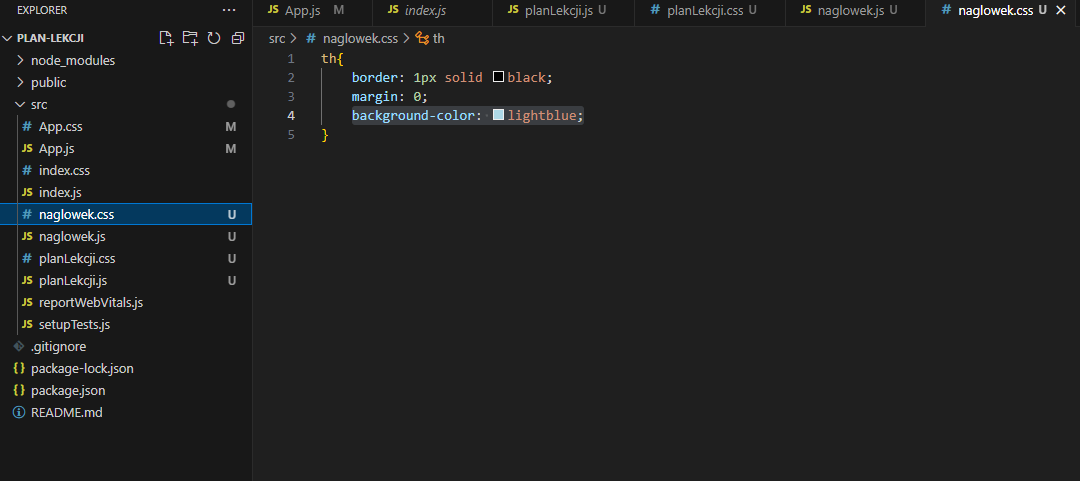 EXPLORER ...
PLAN-LEKCJI
node_modules
public
src
# App.css M
JS App.js M
# index.css
JS index.js
# naglowek.css U
JS naglowek.js U
# planLekcji.css U
JS planLekcji.js U
JS reportWebVitals.js
JS setupTests.js
.gitignore
{} package-lock.json
{} package.json
README.md
JS App.js M JS index.js JS planLekcji.js U # planLekcji.css U JS naglowek.js U # naglowek.css U
src > # naglowek.css > th
1 th{
2 border: 1px solid black;
3 margin: 0;
4 background-color: lightblue;
5 }